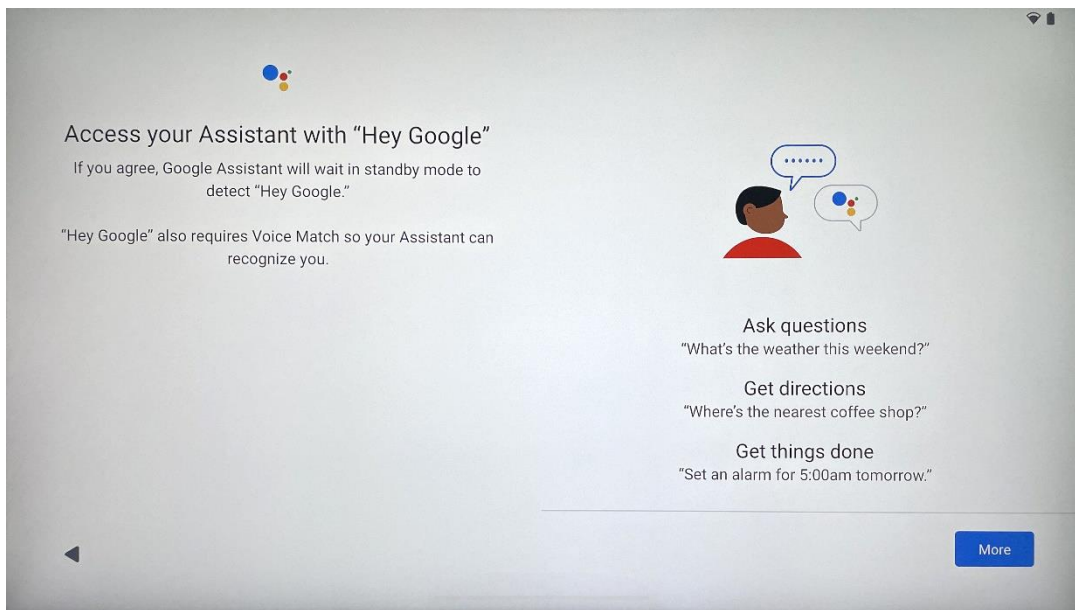 Access your Assistant with “Hey Google”
If you agree, Google Assistant will wait in standby mode to
detect “Hey Google.”
“Hey Google” also requires Voice Match so your Assistant can
recognize you.
Ask questions
“What’s the weather this weekend?”
Get directions
“Where’s the nearest coffee shop?”
Get things done
“Set an alarm for 5:00am tomorrow.”
More